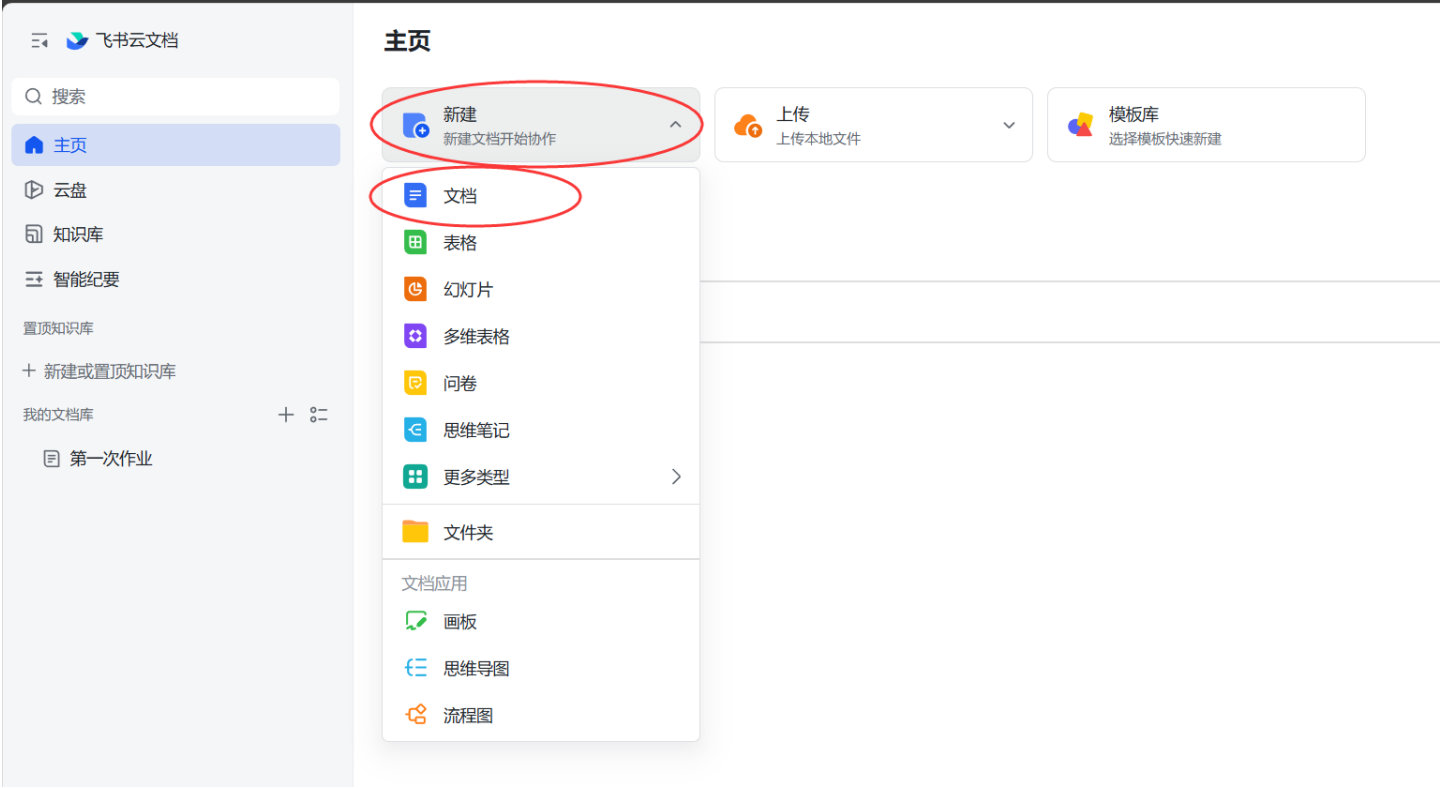 飞书云文档
搜索
主页
云盘
知识库
智能纪要
置顶知识库
新建或置顶知识库
我的文档库
第一次作业
主页
新建
新建文档开始协作
上传
上传本地文件
模板库
选择模板快速新建
文档
表格
幻灯片
多维表格
问卷
思维笔记
更多类型
文件夹
文档应用
画板
思维导图
流程图